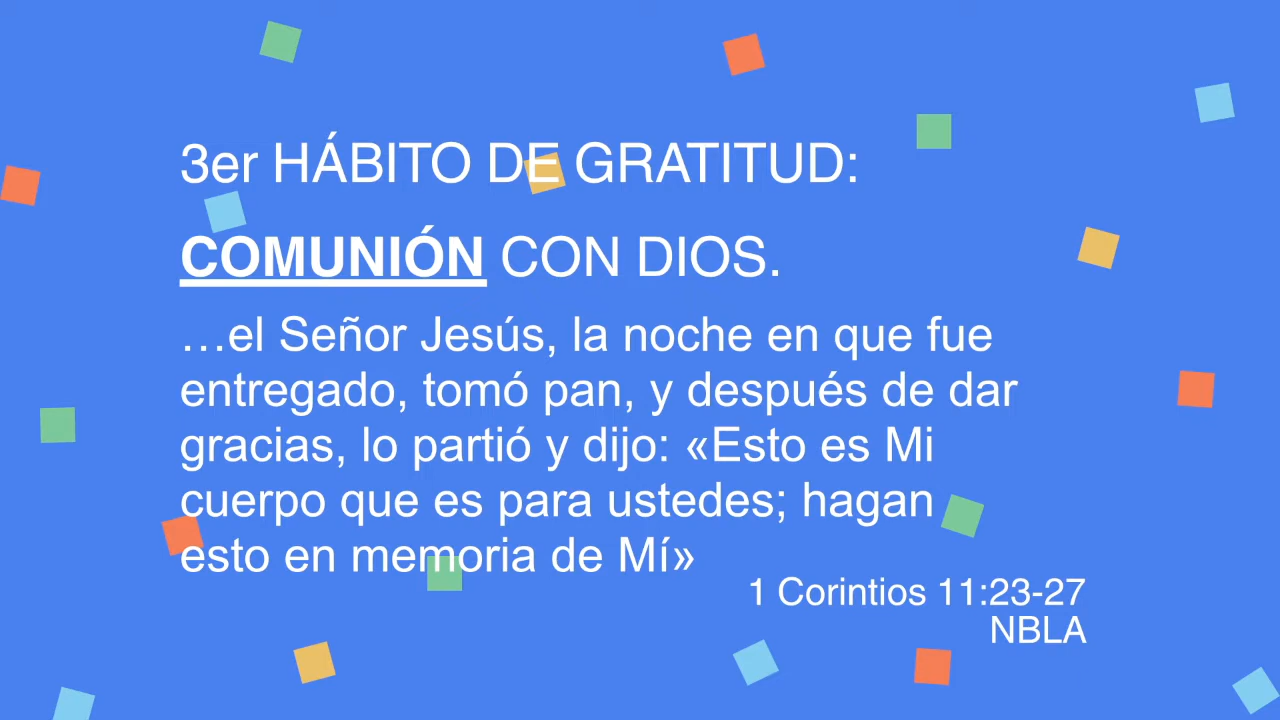 3er HÁBITO DE GRATITUD:
COMUNIÓN CON DIOS.
…el Señor Jesús, la noche en que fue
entregado, tomó pan, y después de dar
gracias, lo partió y dijo: «Esto es Mi
cuerpo que es para ustedes; hagan
esto en memoria de Mí»
1 Corintios 11:23-27
NBLA